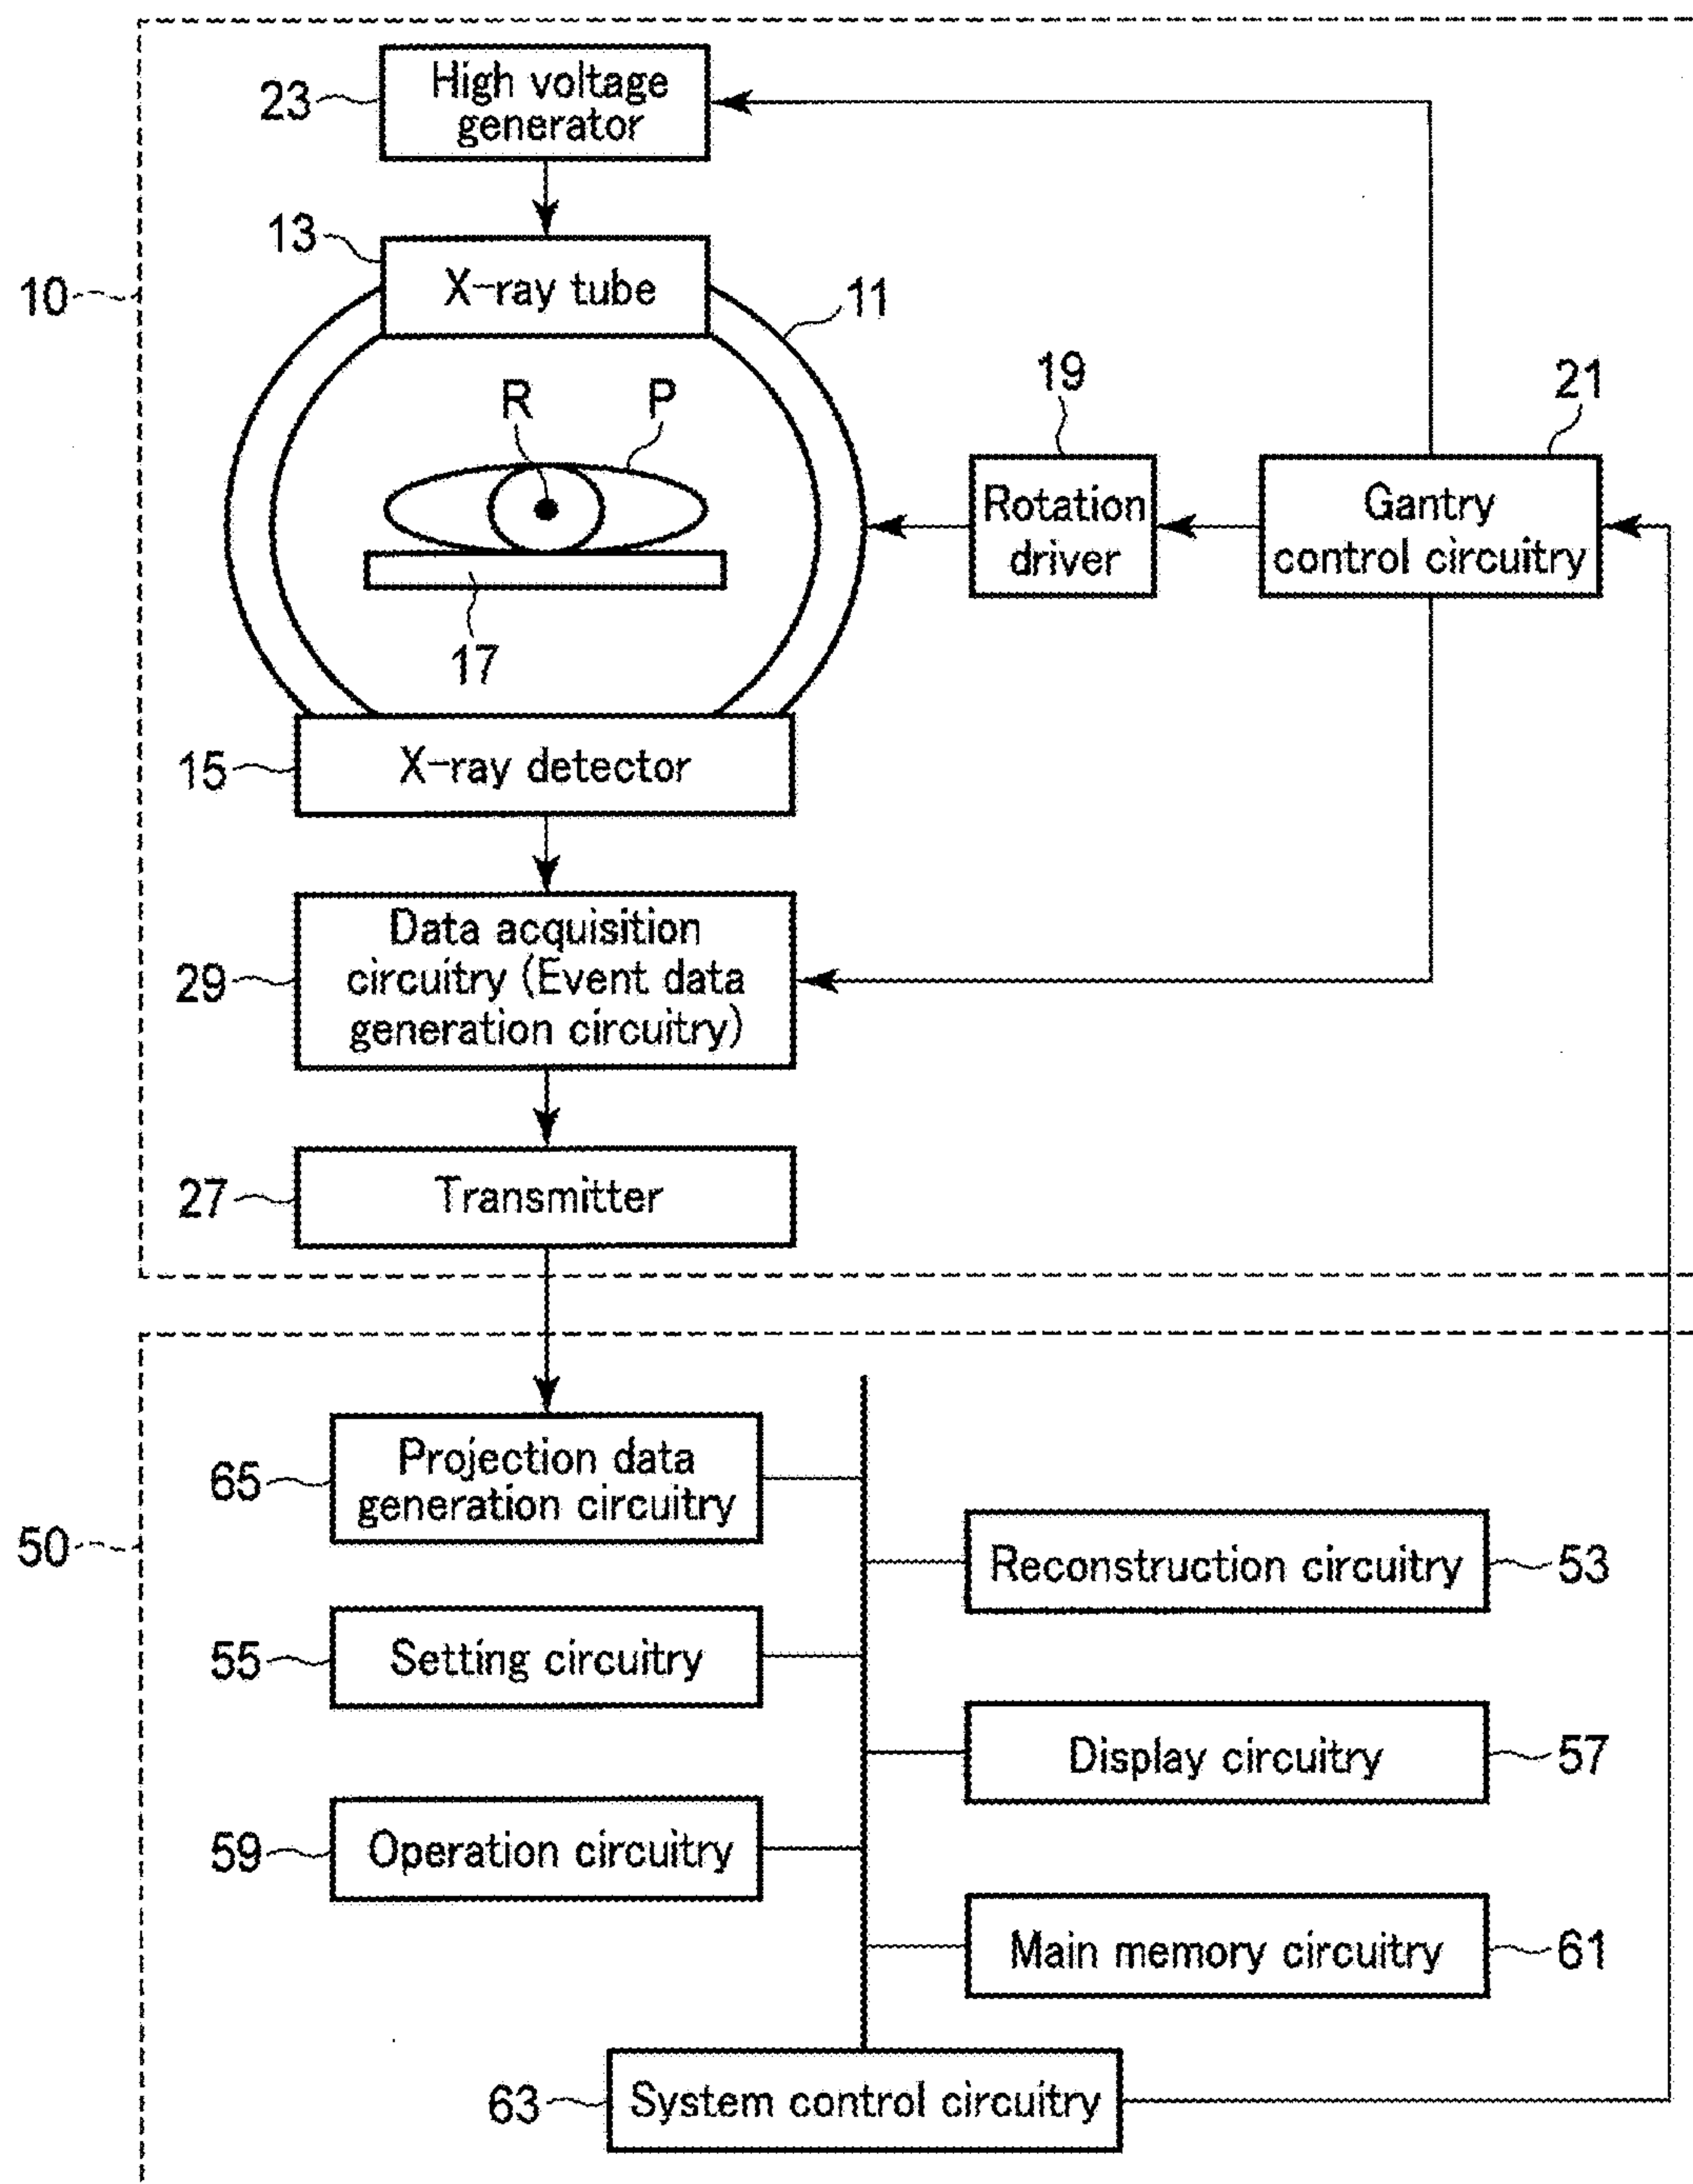 High voltage
generator
23
13
X-ray tube
10
11
R
P
19
21
Rotation
driver
Gantry
control circuitry
17
15
X-ray detector
Data acquisition
circuitry (Event data
generation circuitry)
29
27
Transmitter
Projection data
generation circuitry
65
50
Reconstruction circuitry
53
55
Setting circuitry
Display circuitry
57
59
Operation circuitry
Main memory circuitry
61
63
System control circuitry